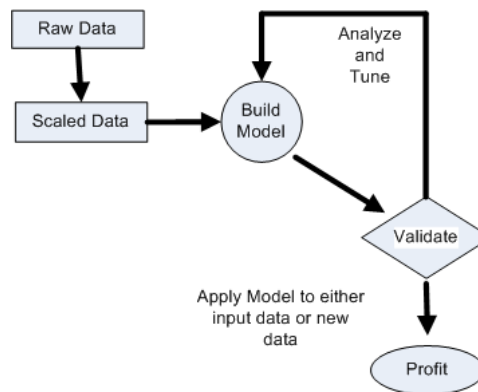 Raw Data
Scaled Data
Build
Model
Analyze
and
Tune
Validate
Apply Model to either
input data or new
data
Profit